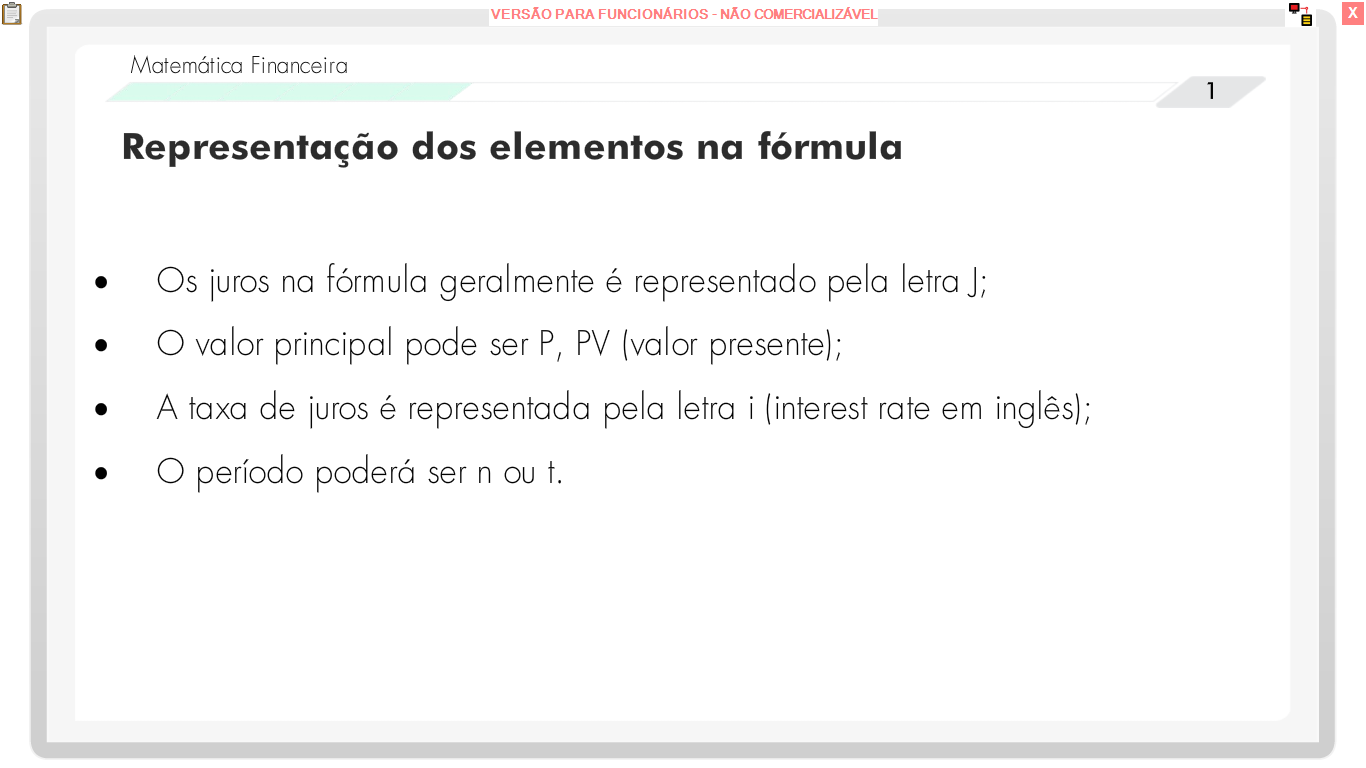 VERSÃO PARA FUNCIONÁRIOS - NÃO COMERCIALIZÁVEL
X
Matemática Financeira
1
Representação dos elementos na fórmula
• Os juros na fórmula geralmente é representado pela letra J;
• O valor principal pode ser P, PV (valor presente);
• A taxa de juros é representada pela letra i (interest rate em inglês);
• O período poderá ser n ou t.